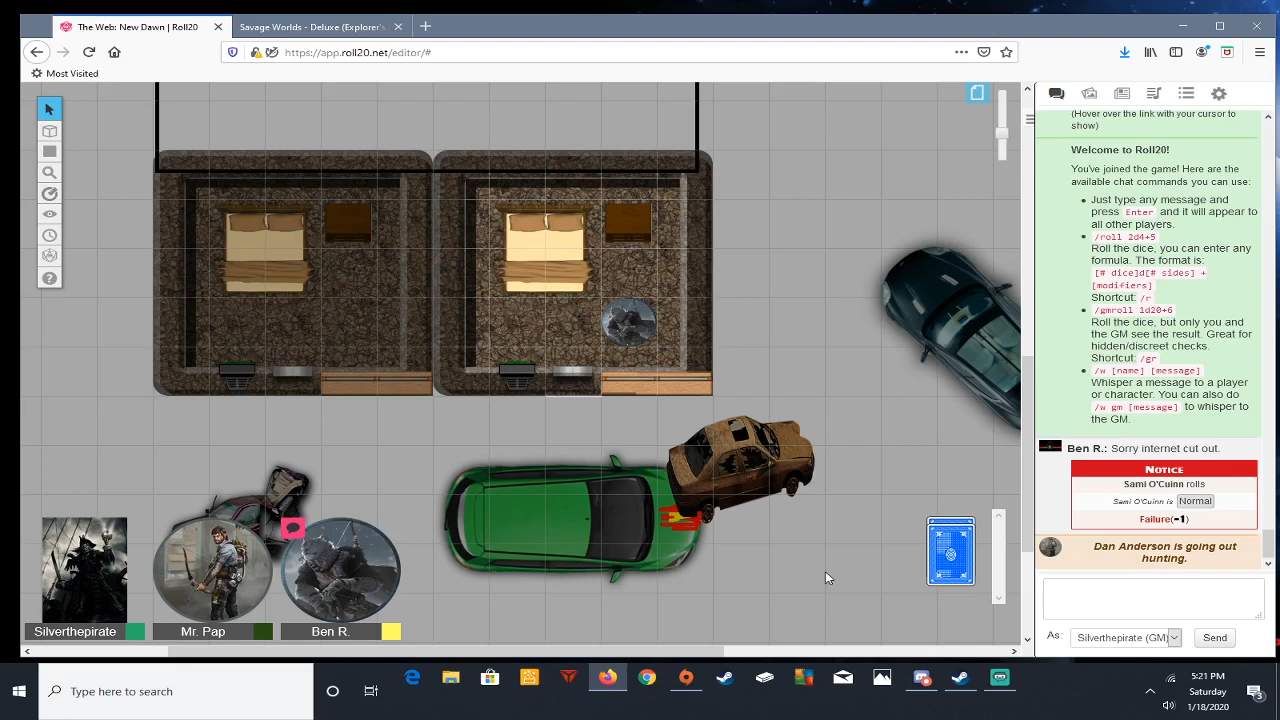 The Web: New Dawn | Roll20
Savage Worlds - Deluxe (Explorer's
https://app.roll20.net/editor/#
Most Visited
(Hover over the link with your cursor to
show)
Welcome to Roll20!
You've joined the game! Here are the
available chat commands you can use:
Just type any message and
press Enter and it will appear to
all other players.
/roll 2d4+5
Roll the dice, you can enter any
formula. The format is:
[# dice]d[# sides] +
[modifiers]
Shortcut: /r
/gmroll 1d20+6
Roll the dice, but only you and
the GM see the result. Great for
hidden/discreet checks.
Shortcut: /gr
/w [name] [message]
Whisper a message to a player
or character. You can also do
/w gm [message] to whisper to
the GM.
Ben R.: Sorry internet cut out.
NOTICE
Sami O'Cuinn rolls
Sami O'Cuinn is Normal
Failure(-1)
Dan Anderson is going out
hunting.
As: Silverthepirate (GM) Send
Silverthepirate
Mr. Pap
Ben R.
Type here to search
5:21 PM
Saturday
1/18/2020
3